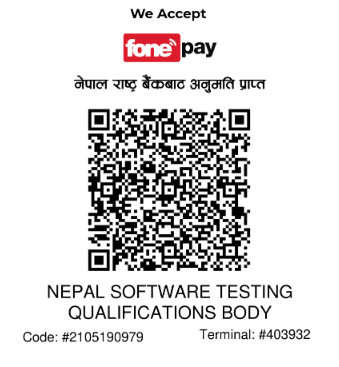 We Accept
fonepay
नेपाल राष्ट्र बैंकबाट अनुमति प्राप्त
NEPAL SOFTWARE TESTING
QUALIFICATIONS BODY
Code: #2105190979 Terminal: #403932